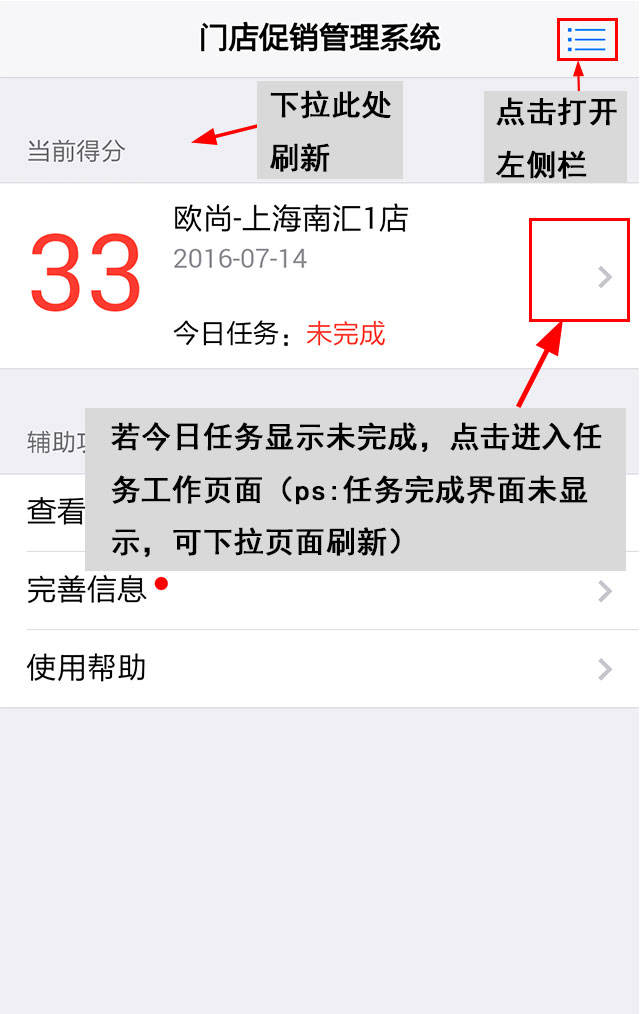 门店促销管理系统
下拉此处
刷新
点击打开
左侧栏
当前得分
33
欧尚-上海南汇1店
2016-07-14
今日任务：未完成
辅助
若今日任务显示未完成，点击进入任
务工作页面（ps:任务完成界面未显
示，可下拉页面刷新）
查看
完善信息
使用帮助